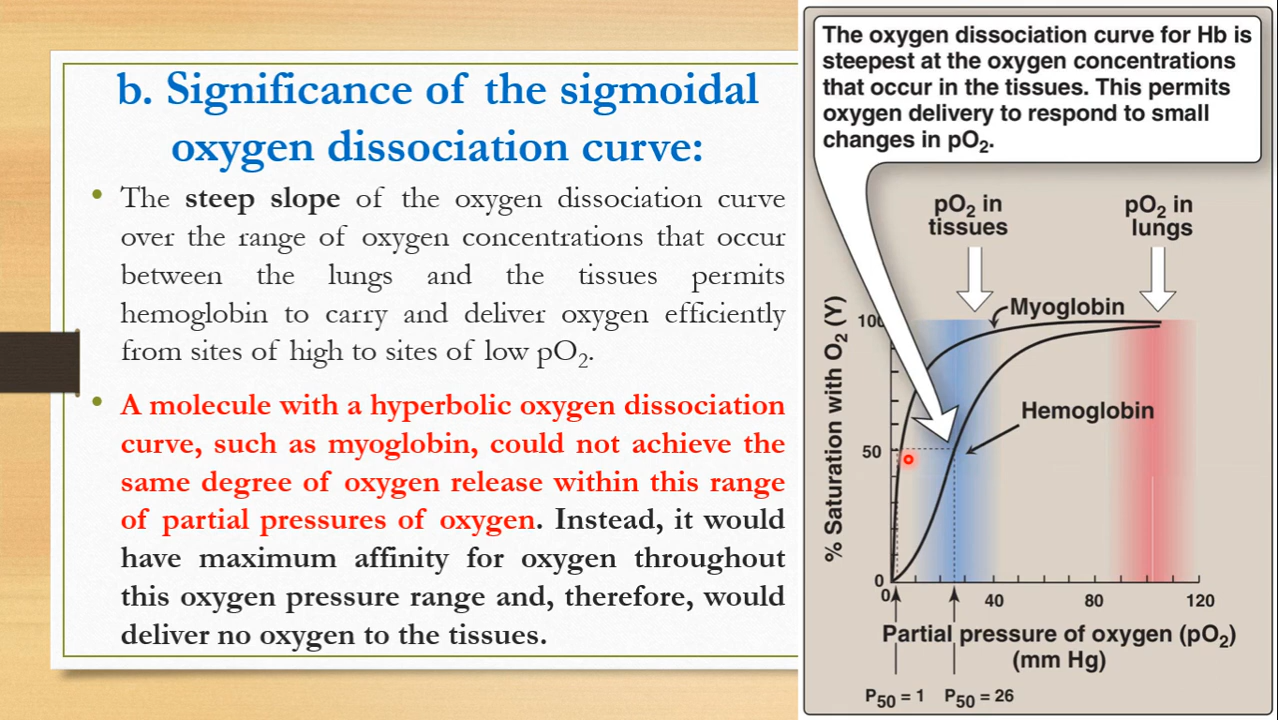 b. Significance of the sigmoidal
oxygen dissociation curve:
• The steep slope of the oxygen dissociation curve
over the range of oxygen concentrations that occur
between the lungs and the tissues permits
hemoglobin to carry and deliver oxygen efficiently
from sites of high to sites of low pO₂.
• A molecule with a hyperbolic oxygen dissociation
curve, such as myoglobin, could not achieve the
same degree of oxygen release within this range
of partial pressures of oxygen. Instead, it would
have maximum affinity for oxygen throughout
this oxygen pressure range and, therefore, would
deliver no oxygen to the tissues.
The oxygen dissociation curve for Hb is
steepest at the oxygen concentrations
that occur in the tissues. This permits
oxygen delivery to respond to small
changes in pO₂.
pO₂ in
tissues
pO₂ in
lungs
Myoglobin
Hemoglobin
% Saturation with O₂ (Y)
100
50
0
0
40
80
120
Partial pressure of oxygen (pO₂)
(mm Hg)
P₅₀ = 1
P₅₀ = 26